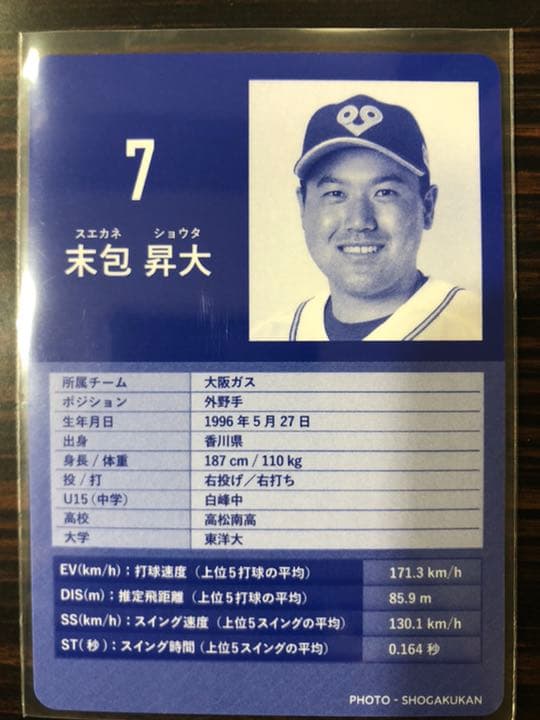 7
スエカネ ショウタ
末包 昇大
所属チーム 大阪ガス
ポジション 外野手
生年月日 1996年5月27日
出身 香川県
身長/体重 187cm/110kg
投/打 右投げ／右打ち
U15(中学) 白峰中
高校 高松南高
大学 東洋大
EV(km/h)：打球速度（上位5打球の平均） 171.3 km/h
DIS(m)：推定飛距離（上位5打球の平均） 85.9 m
SS(km/h)：スイング速度（上位5スイングの平均） 130.1 km/h
ST(秒)：スイング時間（上位5スイングの平均） 0.164 秒
PHOTO - SHOGAKUKAN